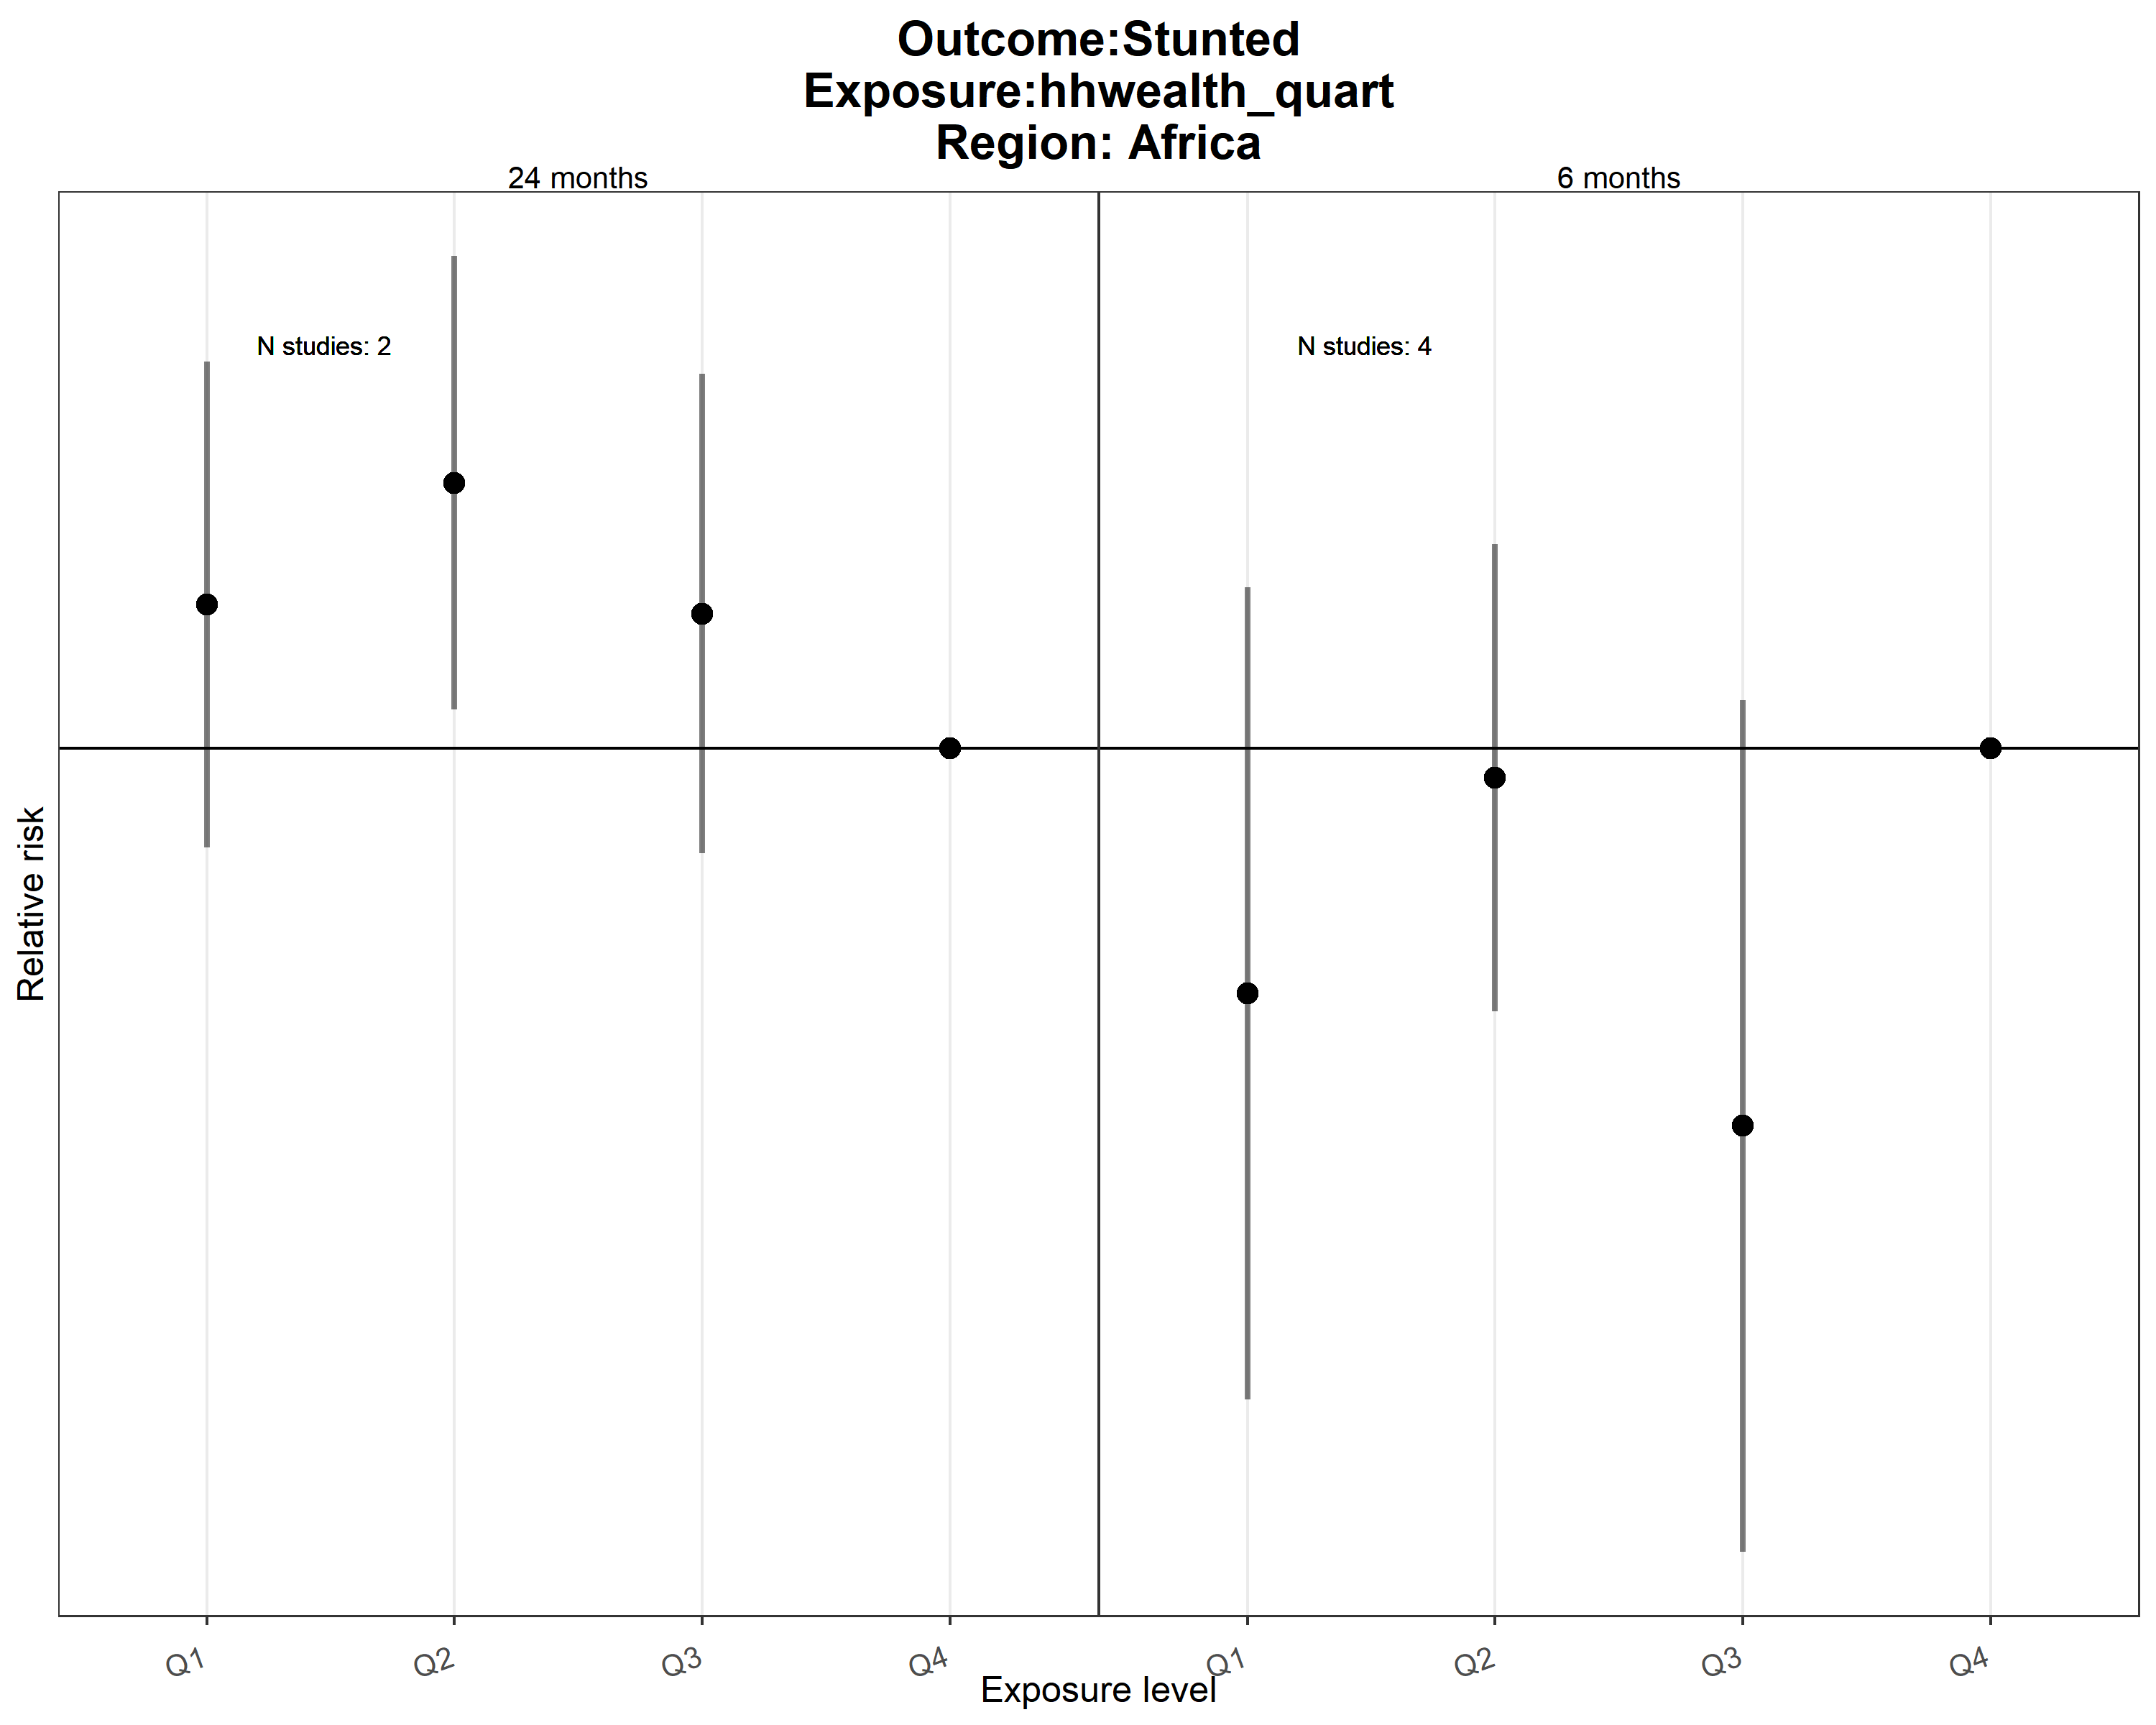 Outcome:Stunted
Exposure:hhwealth_quart
Region: Africa
24 months
6 months
N studies: 2
N studies: 4
Relative risk
Q1
Q2
Q3
Q4
Q1
Q2
Q3
Q4
Exposure level